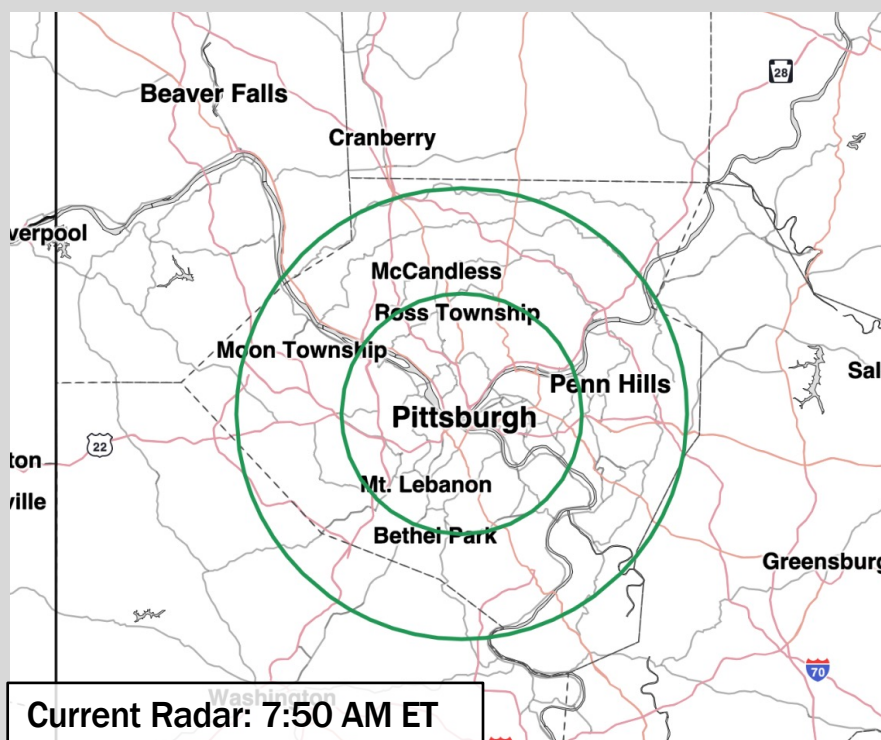 28
Beaver Falls
Cranberry
verpool
McCandless
Ross Township
Moon Township
Sal
Penn Hills
Pittsburgh
22
ton
Mt. Lebanon
ville
Bethel Park
Greensburg
70
Washington
Current Radar: 7:50 AM ET